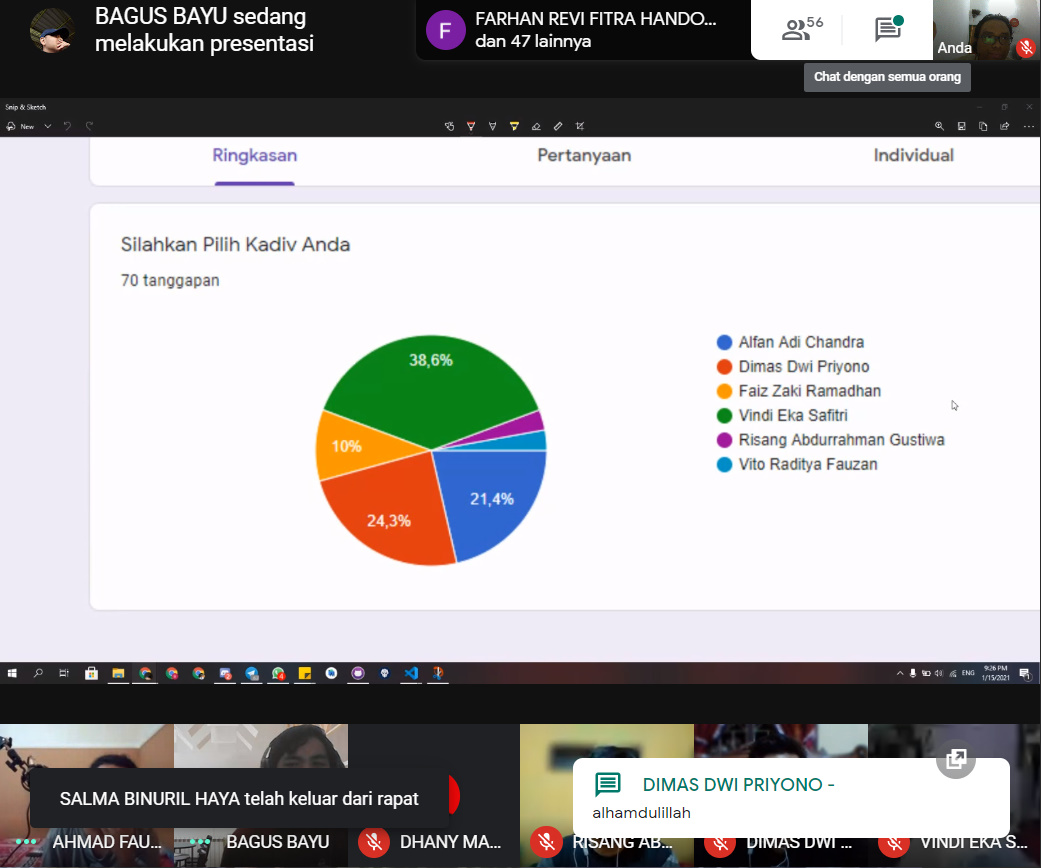 BAGUS BAYU sedang
melakukan presentasi
F
FARHAN REVI FITRA HANDO...
dan 47 lainnya
56
Anda
Chat dengan semua orang
Snip & Sketch
New
Ringkasan
Pertanyaan
Individual
Silahkan Pilih Kadiv Anda
70 tanggapan
38,6%
10%
24,3%
21,4%
Alfan Adi Chandra
Dimas Dwi Priyono
Faiz Zaki Ramadhan
Vindi Eka Safitri
Risang Abdurrahman Gustiwa
Vito Raditya Fauzan
ENG
9:26 PM
1/15/2021
SALMA BINURIL HAYA telah keluar dari rapat
DIMAS DWI PRIYONO -
alhamdulillah
AHMAD FAU...
BAGUS BAYU
DHANY MA...
RISANG AB...
DIMAS DWI ...
VINDI EKA S...